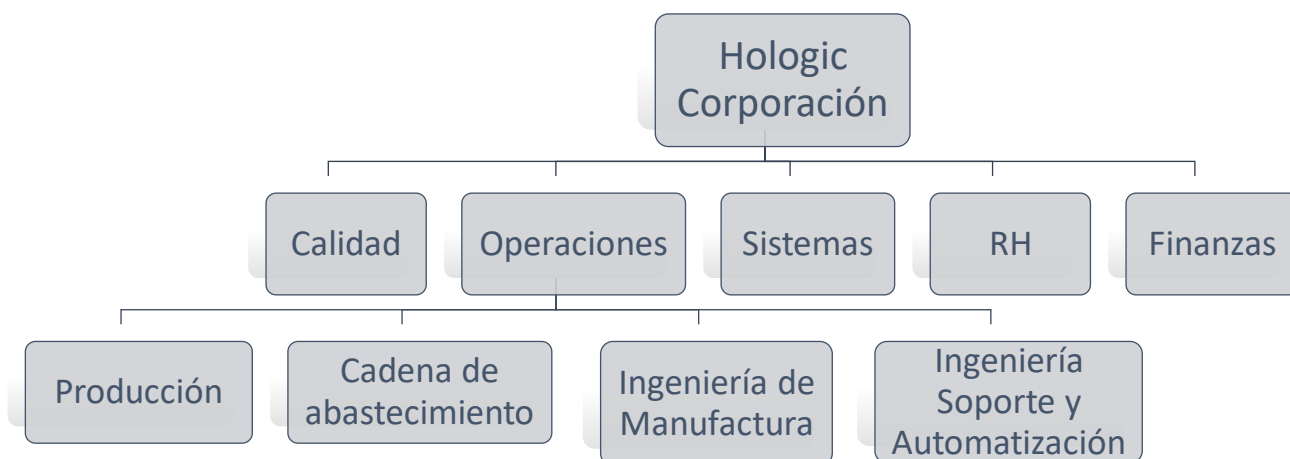 Hologic
Corporación
Calidad
Operaciones
Sistemas
RH
Finanzas
Producción
Cadena de
abastecimiento
Ingeniería de
Manufactura
Ingeniería
Soporte y
Automatización